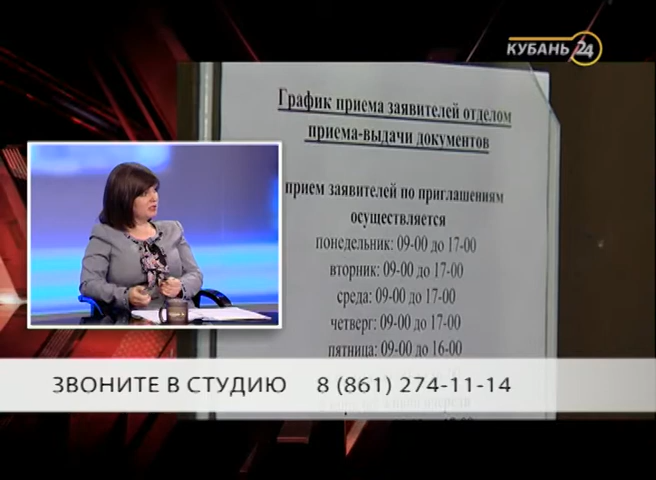 КУБАНЬ 24
График приема заявителей отделом
приема-выдачи документов
прием заявителей по приглашениям
осуществляется
понедельник: 09-00 до 17-00
вторник: 09-00 до 17-00
среда: 09-00 до 17-00
четверг: 09-00 до 17-00
пятница: 09-00 до 16-00
ЗВОНИТЕ В СТУДИЮ 8 (861) 274-11-14